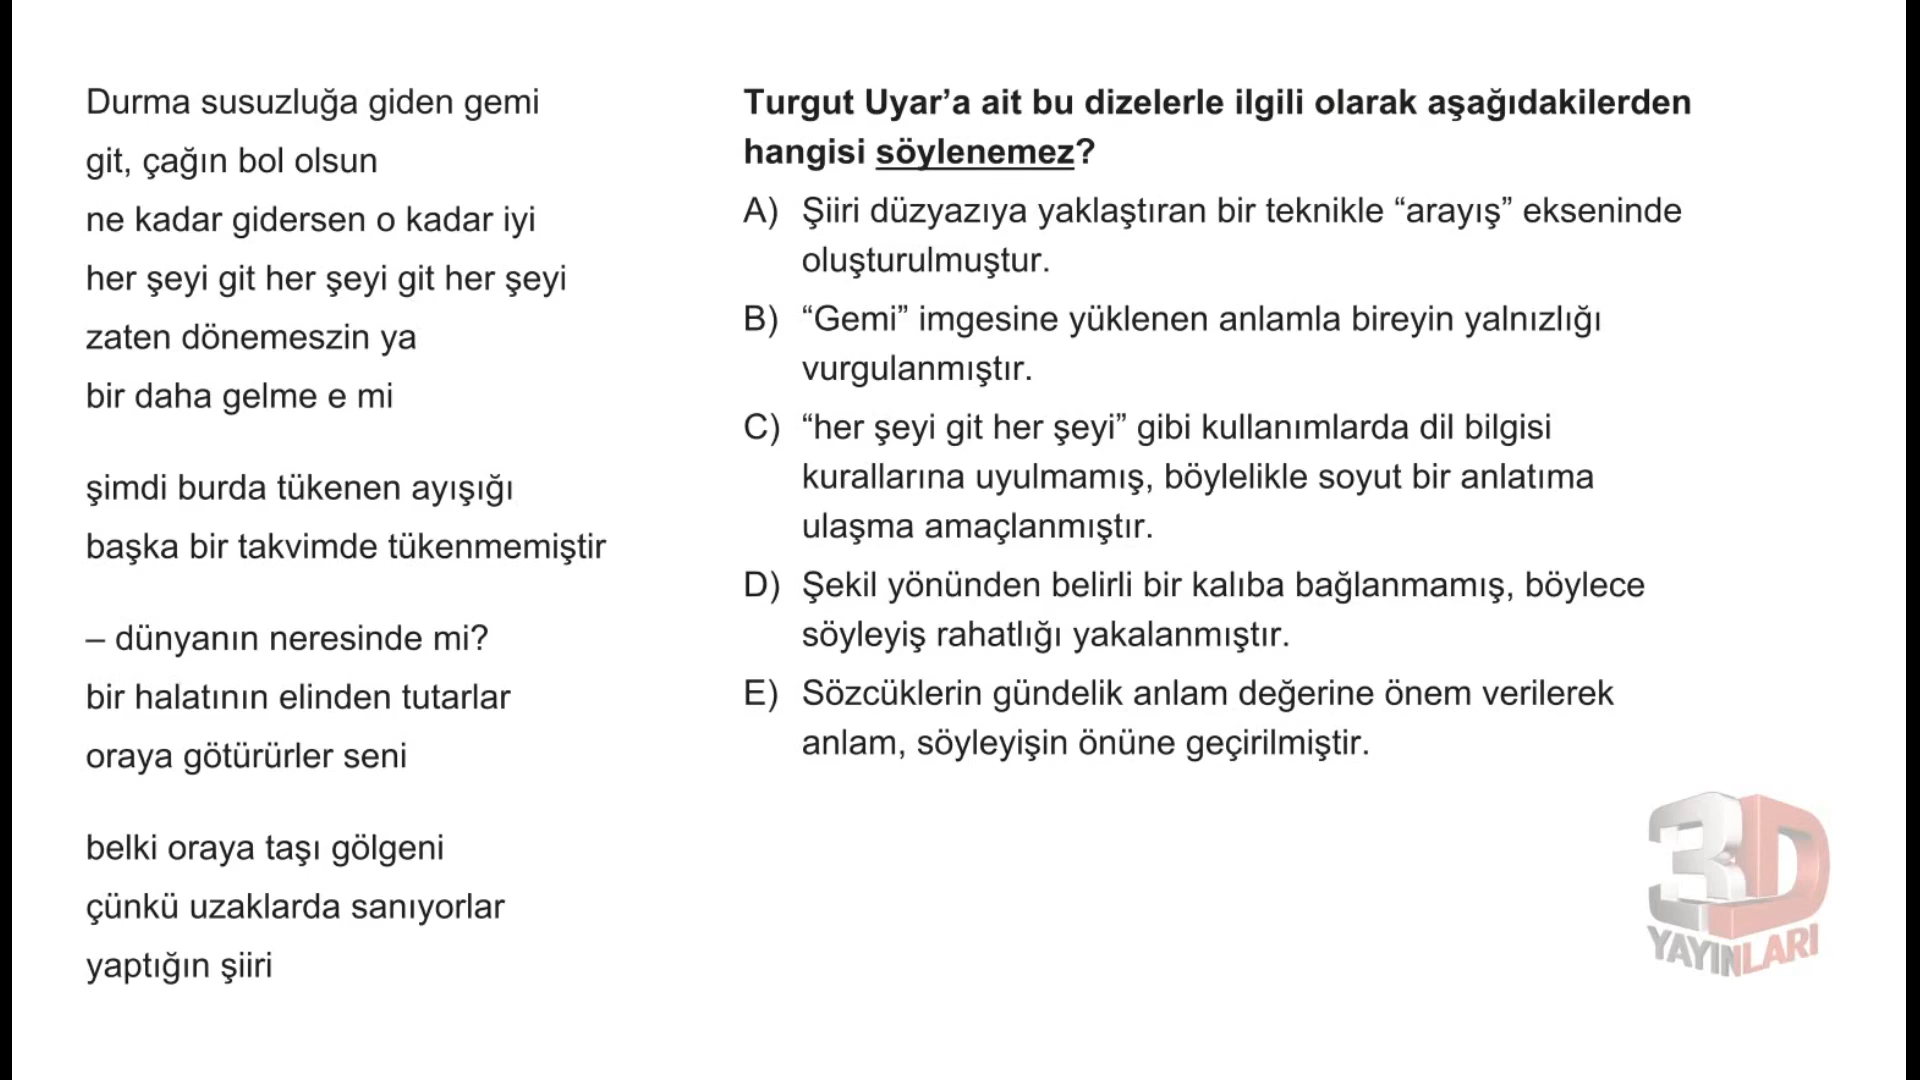 Durma susuzluğa giden gemi
git, çağın bol olsun
ne kadar gidersen o kadar iyi
her şeyi git her şeyi git her şeyi
zaten dönemeszin ya
bir daha gelme e mi
şimdi burda tükenen ayışığı
başka bir takvimde tükenmemiştir
– dünyanın neresinde mi?
bir halatının elinden tutarlar
oraya götürürler seni
belki oraya taşı gölgeni
çünkü uzaklarda sanıyorlar
yaptığın şiiri
Turgut Uyar’a ait bu dizelerle ilgili olarak aşağıdakilerden
hangisi söylenemez?
A) Şiiri düzyazıya yaklaştıran bir teknikle “arayış” ekseninde
oluşturulmuştur.
B) “Gemi” imgesine yüklenen anlamla bireyin yalnızlığı
vurgulanmıştır.
C) “her şeyi git her şeyi” gibi kullanımlarda dil bilgisi
kurallarına uyulmamış, böylelikle soyut bir anlatıma
ulaşma amaçlanmıştır.
D) Şekil yönünden belirli bir kalıba bağlanmamış, böylece
söyleyiş rahatlığı yakalanmıştır.
E) Sözcüklerin gündelik anlam değerine önem verilerek
anlam, söyleyişin önüne geçirilmiştir.
3D
YAYINLARI